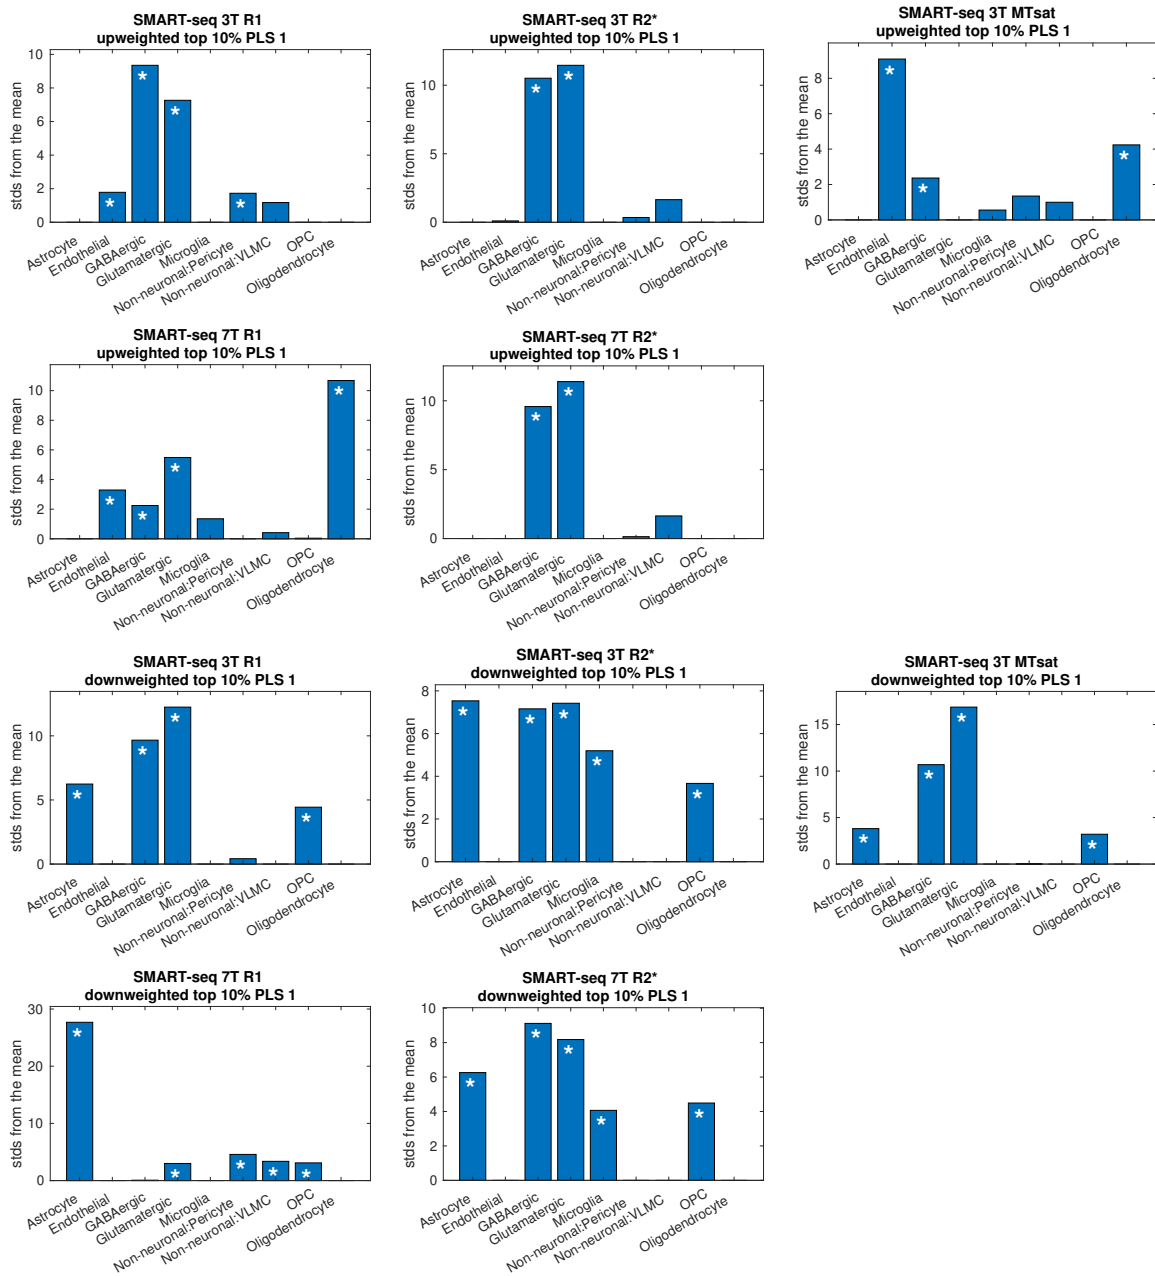 SMART-seq 3T R1
upweighted top 10% PLS 1
stds from the mean
10
8
6
4
2
0
*
*
*
*
Astrocyte
Endothelial
GABAergic
Glutamatergic
Microglia
Non-neuronal:Pericyte
Non-neuronal:VLMC
OPC
Oligodendrocyte
SMART-seq 3T R2*
upweighted top 10% PLS 1
stds from the mean
10
5
0
*
*
Astrocyte
Endothelial
GABAergic
Glutamatergic
Microglia
Non-neuronal:Pericyte
Non-neuronal:VLMC
OPC
Oligodendrocyte
SMART-seq 3T MTsat
upweighted top 10% PLS 1
stds from the mean
8
6
4
2
0
*
*
*
Astrocyte
Endothelial
GABAergic
Glutamatergic
Microglia
Non-neuronal:Pericyte
Non-neuronal:VLMC
OPC
Oligodendrocyte
SMART-seq 7T R1
upweighted top 10% PLS 1
stds from the mean
10
8
6
4
2
0
*
*
*
*
Astrocyte
Endothelial
GABAergic
Glutamatergic
Microglia
Non-neuronal:Pericyte
Non-neuronal:VLMC
OPC
Oligodendrocyte
SMART-seq 7T R2*
upweighted top 10% PLS 1
stds from the mean
10
5
0
*
*
Astrocyte
Endothelial
GABAergic
Glutamatergic
Microglia
Non-neuronal:Pericyte
Non-neuronal:VLMC
OPC
Oligodendrocyte
SMART-seq 3T R1
downweighted top 10% PLS 1
stds from the mean
10
5
0
*
*
*
*
Astrocyte
Endothelial
GABAergic
Glutamatergic
Microglia
Non-neuronal:Pericyte
Non-neuronal:VLMC
OPC
Oligodendrocyte
SMART-seq 3T R2*
downweighted top 10% PLS 1
stds from the mean
8
6
4
2
0
*
*
*
*
*
Astrocyte
Endothelial
GABAergic
Glutamatergic
Microglia
Non-neuronal:Pericyte
Non-neuronal:VLMC
OPC
Oligodendrocyte
SMART-seq 3T MTsat
downweighted top 10% PLS 1
stds from the mean
15
10
5
0
*
*
*
*
Astrocyte
Endothelial
GABAergic
Glutamatergic
Microglia
Non-neuronal:Pericyte
Non-neuronal:VLMC
OPC
Oligodendrocyte
SMART-seq 7T R1
downweighted top 10% PLS 1
stds from the mean
30
20
10
0
*
*
*
*
*
Astrocyte
Endothelial
GABAergic
Glutamatergic
Microglia
Non-neuronal:Pericyte
Non-neuronal:VLMC
OPC
Oligodendrocyte
SMART-seq 7T R2*
downweighted top 10% PLS 1
stds from the mean
10
8
6
4
2
0
*
*
*
*
*
Astrocyte
Endothelial
GABAergic
Glutamatergic
Microglia
Non-neuronal:Pericyte
Non-neuronal:VLMC
OPC
Oligodendrocyte